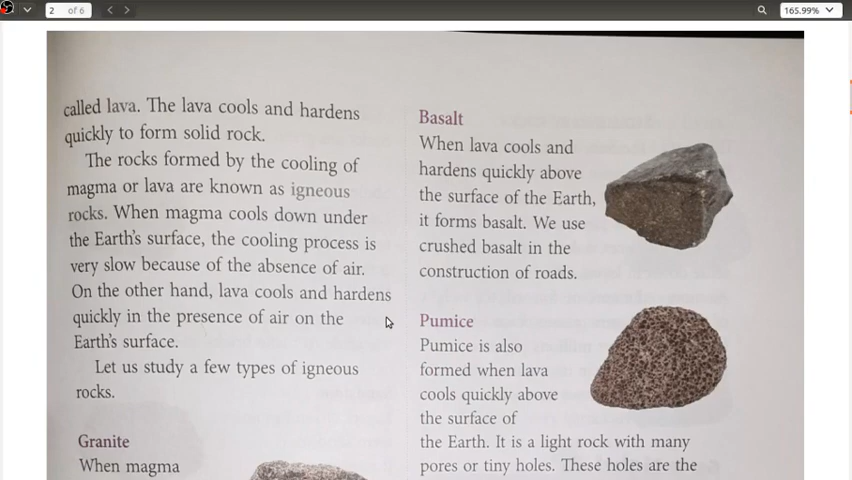 2 of 6
165.99%
called lava. The lava cools and hardens
quickly to form solid rock.
The rocks formed by the cooling of
magma or lava are known as igneous
rocks. When magma cools down under
the Earth's surface, the cooling process is
very slow because of the absence of air.
On the other hand, lava cools and hardens
quickly in the presence of air on the
Earth's surface.
Let us study a few types of igneous
rocks.
Granite
When magma
Basalt
When lava cools and
hardens quickly above
the surface of the Earth,
it forms basalt. We use
crushed basalt in the
construction of roads.
Pumice
Pumice is also
formed when lava
cools quickly above
the surface of
the Earth. It is a light rock with many
pores or tiny holes. These holes are the